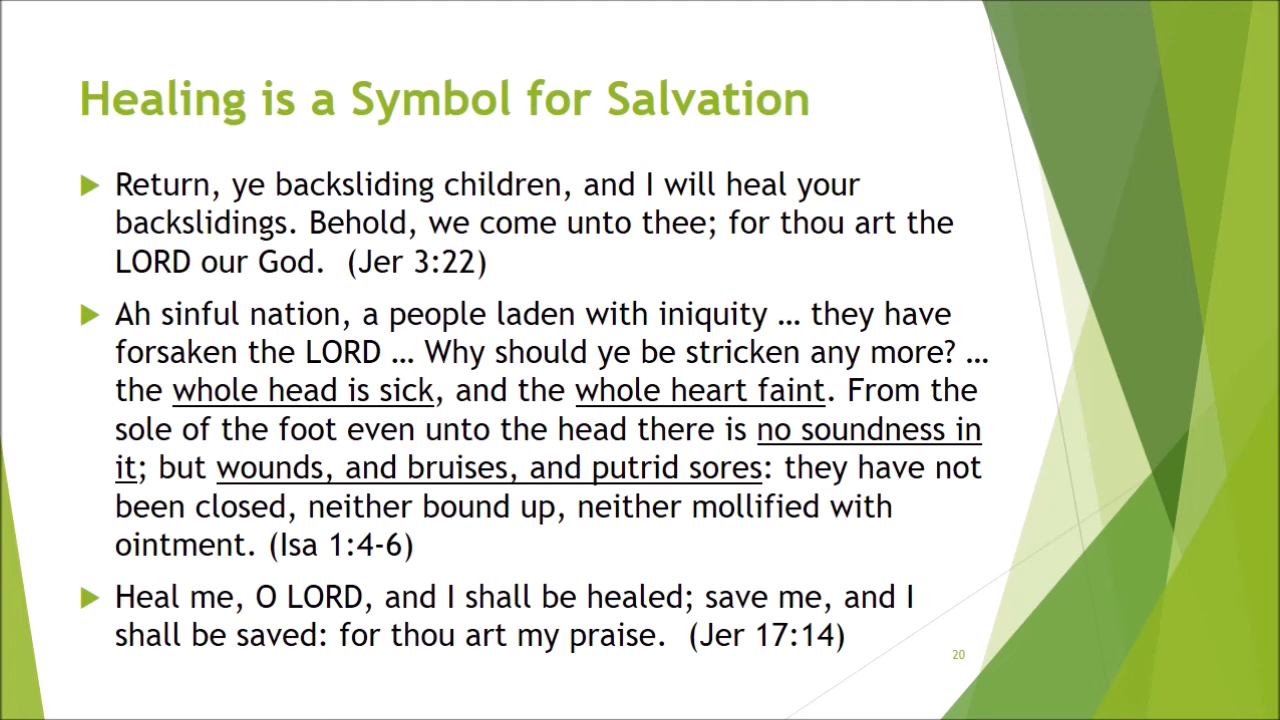 Healing is a Symbol for Salvation
Return, ye backsliding children, and I will heal your
backslidings. Behold, we come unto thee; for thou art the
LORD our God. (Jer 3:22)
Ah sinful nation, a people laden with iniquity … they have
forsaken the LORD … Why should ye be stricken any more? …
the whole head is sick, and the whole heart faint. From the
sole of the foot even unto the head there is no soundness in
it; but wounds, and bruises, and putrid sores: they have not
been closed, neither bound up, neither mollified with
ointment. (Isa 1:4-6)
Heal me, O LORD, and I shall be healed; save me, and I
shall be saved: for thou art my praise. (Jer 17:14)
20